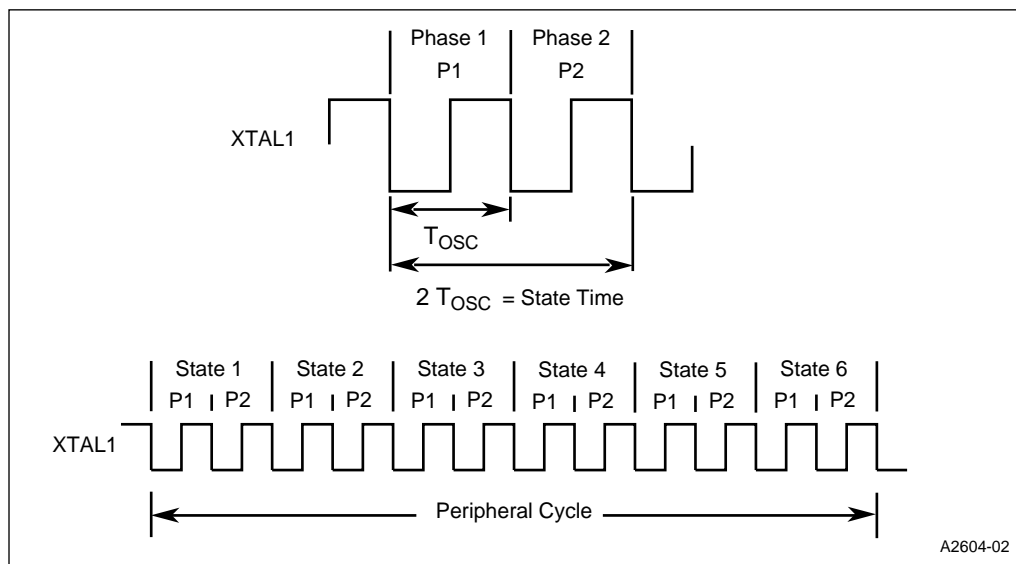 Phase 1 Phase 2
P1 P2
XTAL1
TOSC
2 TOSC = State Time
State 1 State 2 State 3 State 4 State 5 State 6
P1 P2 P1 P2 P1 P2 P1 P2 P1 P2 P1 P2
XTAL1
Peripheral Cycle
A2604-02